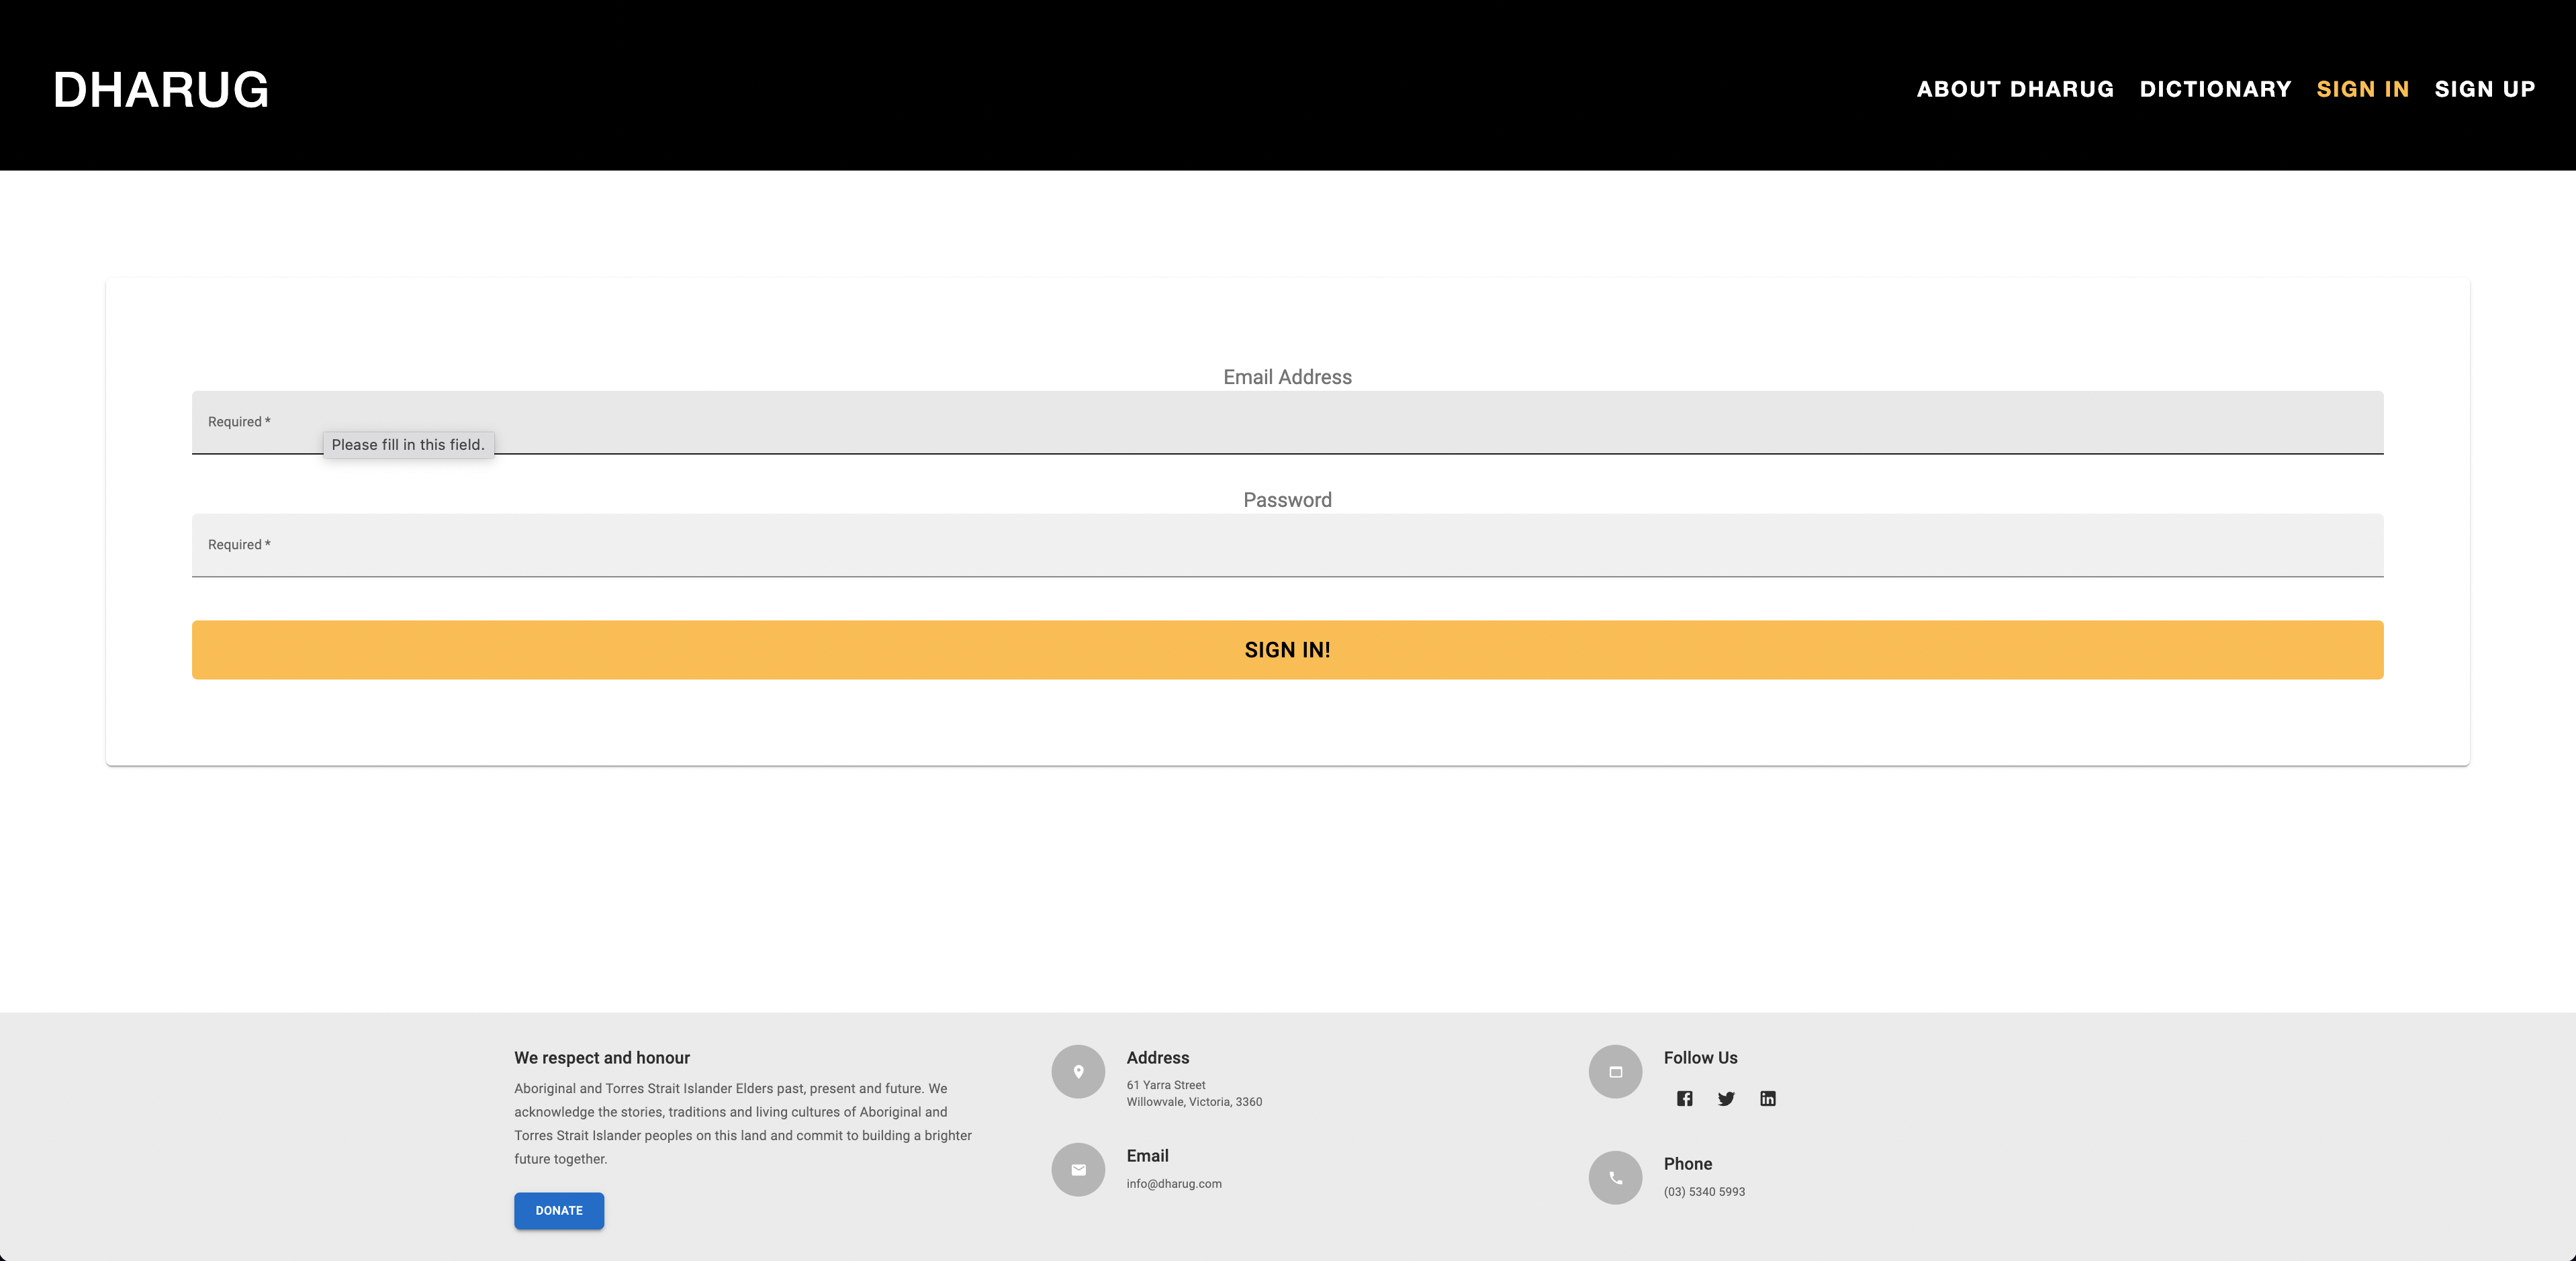 DHARUG
ABOUT DHARUG DICTIONARY SIGN IN SIGN UP
Email Address
Required *
Please fill in this field.
Password
Required *
SIGN IN!
We respect and honour
Aboriginal and Torres Strait Islander Elders past, present and future. We
acknowledge the stories, traditions and living cultures of Aboriginal and
Torres Strait Islander peoples on this land and commit to building a brighter
future together.
DONATE
Address
61 Yarra Street
Willowvale, Victoria, 3360
Email
info@dharug.com
Follow Us
Phone
(03) 5340 5993